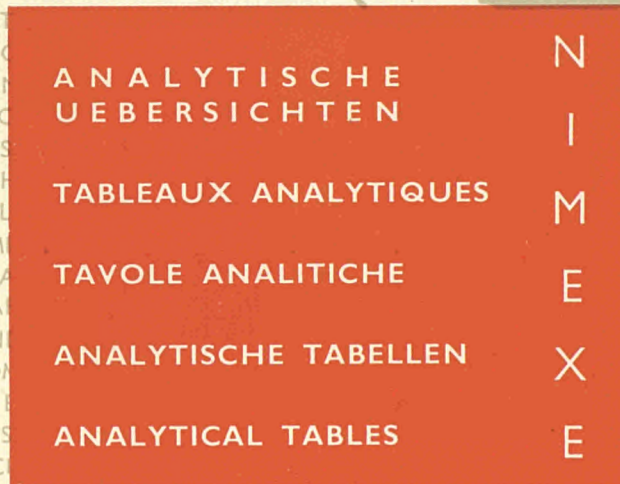 ANALYTISCHE
UEBERSICHTEN
TABLEAUX ANALYTIQUES
TAVOLE ANALITICHE
ANALYTISCHE TABELLEN
ANALYTICAL TABLES
N
I
M
E
X
E